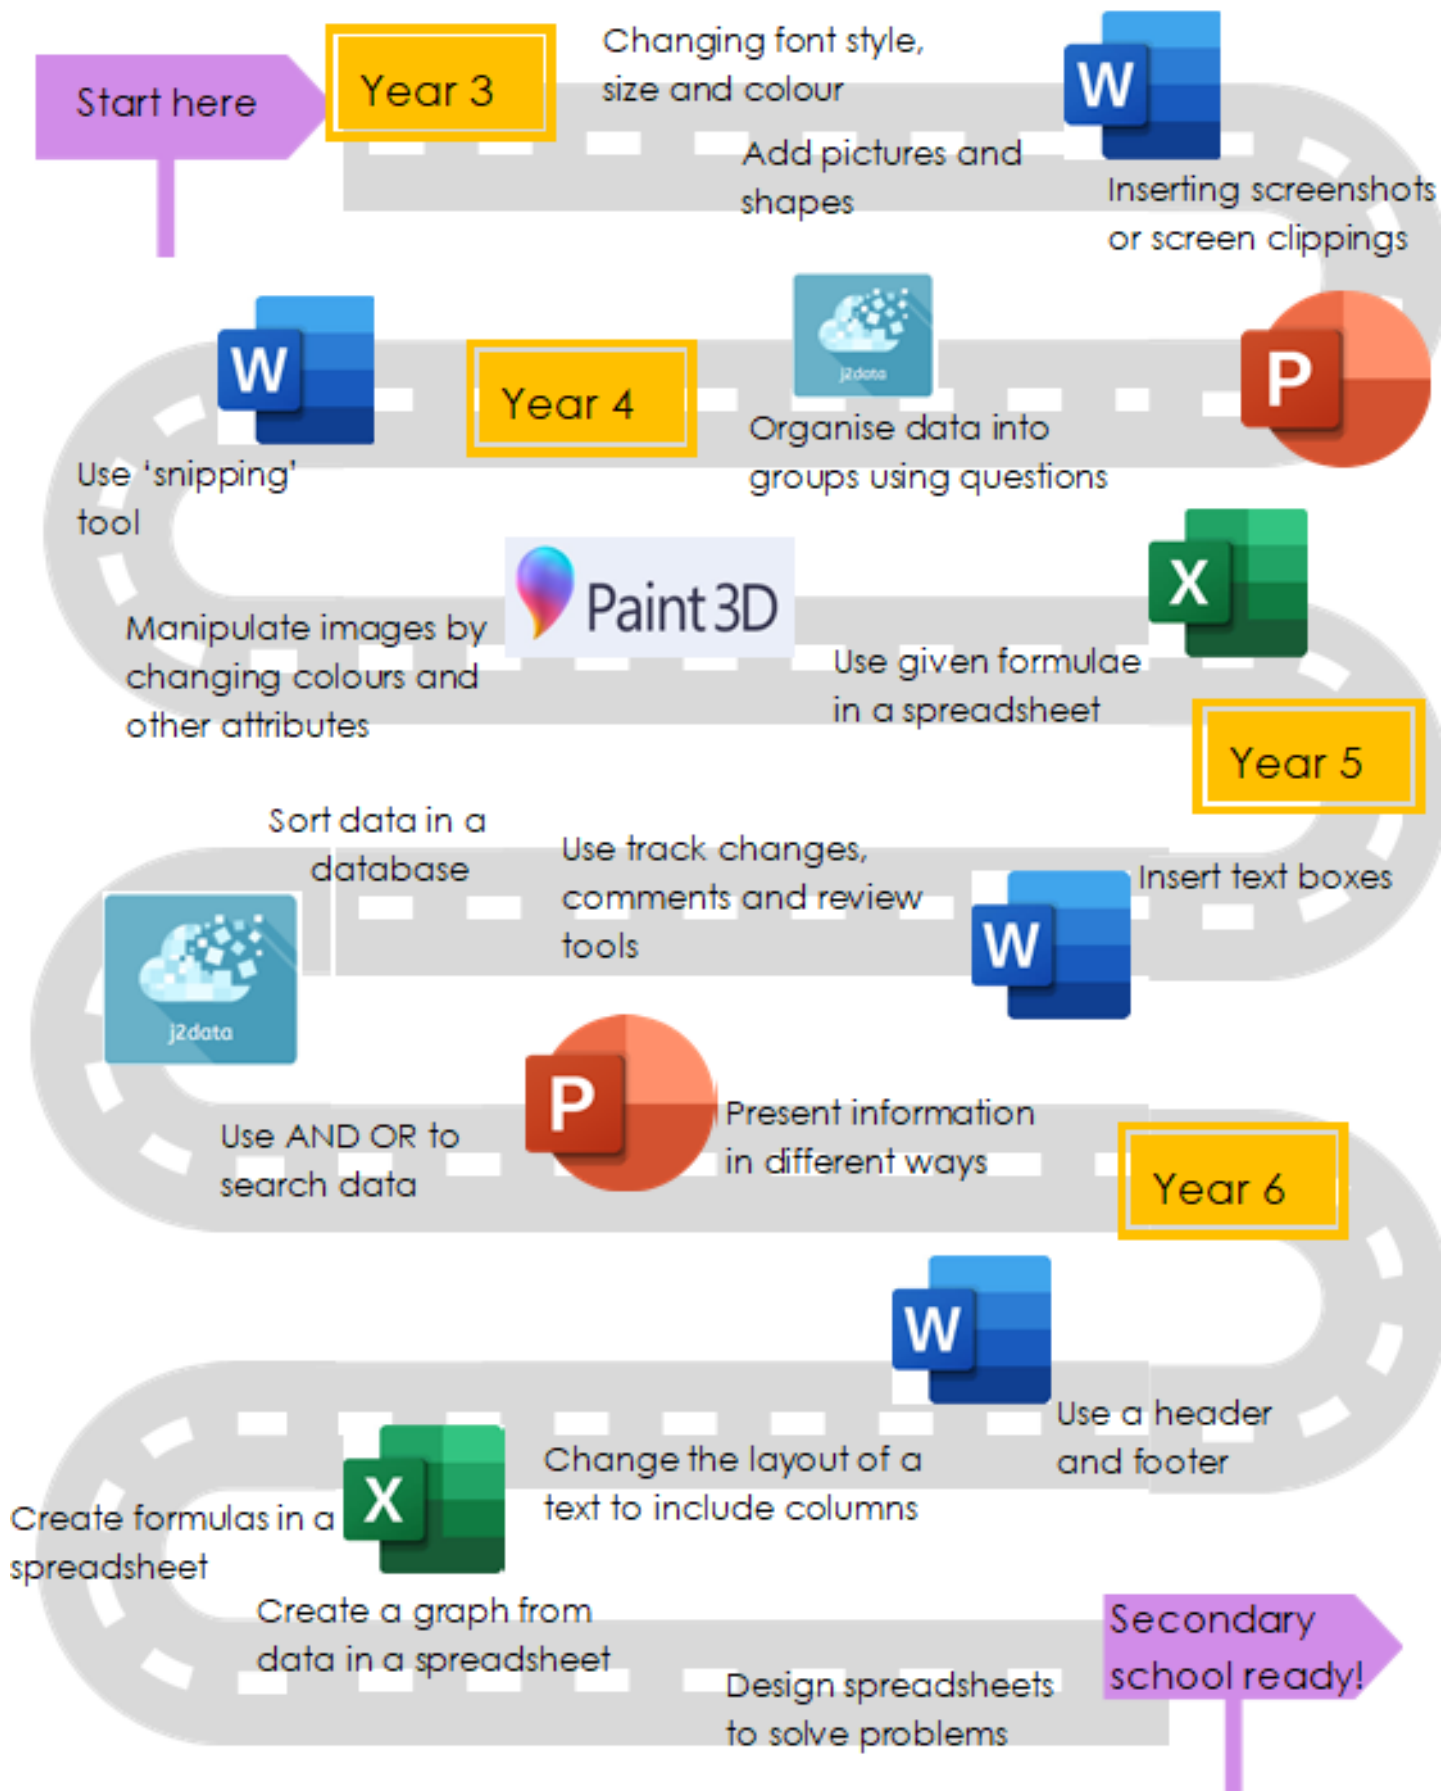 Start here
Year 3
Changing font style,
size and colour
Add pictures and
shapes
W
Inserting screenshots
or screen clippings
P
j2data
Organise data into
groups using questions
Year 4
W
Use ‘snipping’
tool
Manipulate images by
changing colours and
other attributes
Paint 3D
Use given formulae
in a spreadsheet
X
Year 5
Insert text boxes
W
Use track changes,
comments and review
tools
Sort data in a
database
j2data
Use AND OR to
search data
P
Present information
in different ways
Year 6
W
Use a header
and footer
Change the layout of a
text to include columns
X
Create formulas in a
spreadsheet
Create a graph from
data in a spreadsheet
Design spreadsheets
to solve problems
Secondary
school ready!